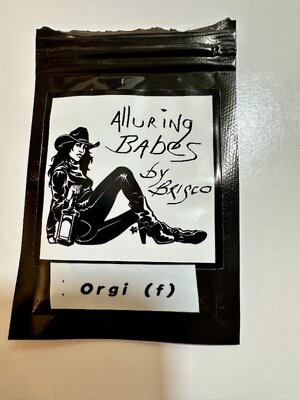 Alluring
Babes
by
Brisco
Orgi (f)